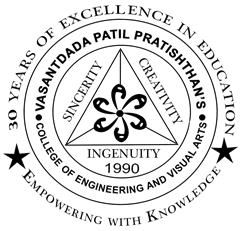 30 YEARS OF EXCELLENCE IN EDUCATION
VASANTDADA PATIL PRATISHTHAN'S
COLLEGE OF ENGINEERING AND VISUAL ARTS
SINCERITY
CREATIVITY
INGENUITY
1990
EMPOWERING WITH KNOWLEDGE